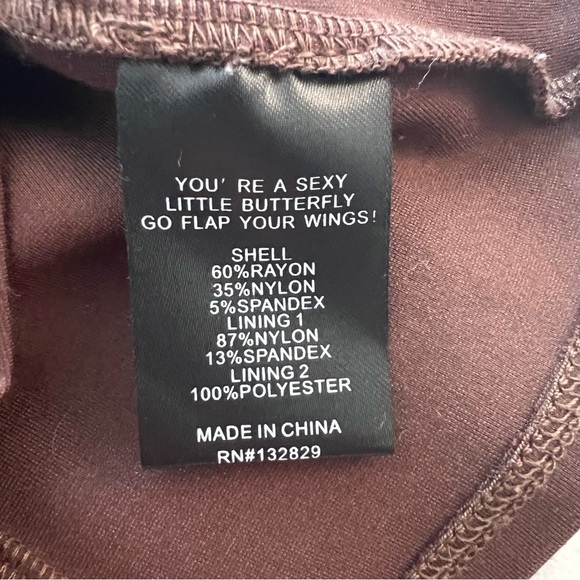 YOU' RE A SEXY
LITTLE BUTTERFLY
GO FLAP YOUR WINGS!
SHELL
60%RAYON
35%NYLON
5%SPANDEX
LINING 1
87%NYLON
13%SPANDEX
LINING 2
100%POLYESTER
MADE IN CHINA
RN#132829